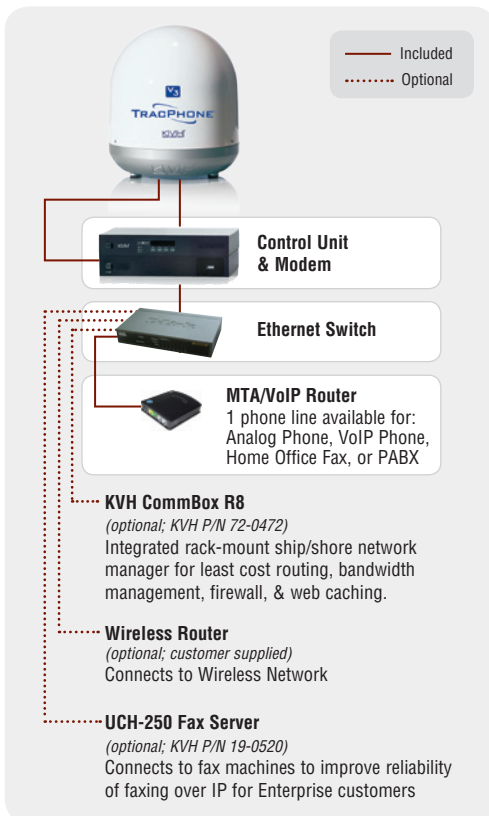 Included
Optional
V3
TRACPHONE
KVH
Control Unit
& Modem
Ethernet Switch
MTA/VoIP Router
1 phone line available for:
Analog Phone, VoIP Phone,
Home Office Fax, or PABX
KVH CommBox R8
(optional; KVH P/N 72-0472)
Integrated rack-mount ship/shore network
manager for least cost routing, bandwidth
management, firewall, & web caching.
Wireless Router
(optional; customer supplied)
Connects to Wireless Network
UCH-250 Fax Server
(optional; KVH P/N 19-0520)
Connects to fax machines to improve reliability
of faxing over IP for Enterprise customers